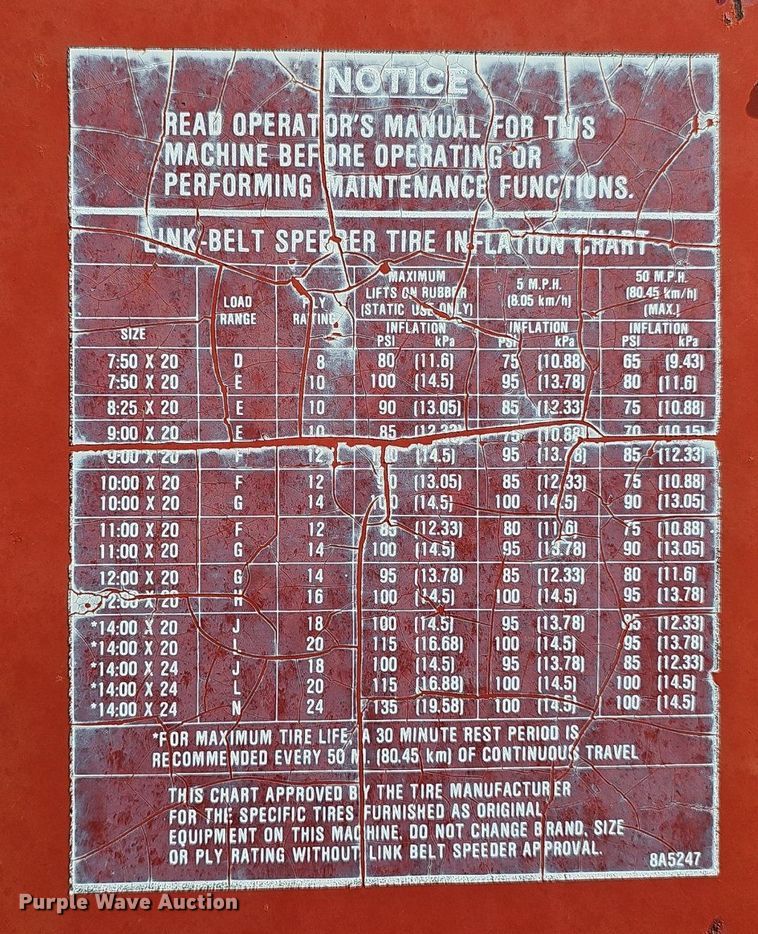 NOTICE
READ OPERATOR'S MANUAL FOR THIS
MACHINE BEFORE OPERATING OR
PERFORMING MAINTENANCE FUNCTIONS.
LINK-BELT SPEEDER TIRE INFLATION CHART
SIZE LOAD RANGE PLY RATING MAXIMUM LIFTS ON RUBBER (STATIC USE ONLY) 5 M.P.H. (8.05 km/h) 50 M.P.H. (80.45 km/h) (MAX.)
INFLATION INFLATION INFLATION
PSI kPa PSI kPa PSI kPa
7:50 X 20 D 8 80 (11.6) 75 (10.88) 65 (9.43)
7:50 X 20 E 10 100 (14.5) 95 (13.78) 80 (11.6)
8:25 X 20 E 10 90 (13.05) 85 (12.33) 75 (10.88)
9:00 X 20 E 10 85 (12.33) 75 (10.88) 70 (10.15)
9:00 X 20 F 12 (14.5) 95 (13.78) 85 (12.33)
10:00 X 20 F 12 (13.05) 85 (12.33) 75 (10.88)
10:00 X 20 G 14 100 (14.5) 100 (14.5) 90 (13.05)
11:00 X 20 F 12 85 (12.33) 80 (11.6) 75 (10.88)
11:00 X 20 G 14 100 (14.5) 95 (13.78) 90 (13.05)
12:00 X 20 G 14 95 (13.78) 85 (12.33) 80 (11.6)
12:00 X 20 H 16 100 (14.5) 100 (14.5) 95 (13.78)
*14:00 X 20 J 18 100 (14.5) 95 (13.78) 85 (12.33)
*14:00 X 20 L 20 115 (16.68) 100 (14.5) 95 (13.78)
*14:00 X 24 J 18 100 (14.5) 95 (13.78) 85 (12.33)
*14:00 X 24 L 20 115 (16.88) 100 (14.5) 100 (14.5)
*14:00 X 24 N 24 135 (19.58) 100 (14.5) 100 (14.5)
*FOR MAXIMUM TIRE LIFE, A 30 MINUTE REST PERIOD IS
RECOMMENDED EVERY 50 MI. (80.45 km) OF CONTINUOUS TRAVEL
THIS CHART APPROVED BY THE TIRE MANUFACTURER
FOR THE SPECIFIC TIRES FURNISHED AS ORIGINAL
EQUIPMENT ON THIS MACHINE. DO NOT CHANGE BRAND, SIZE
OR PLY RATING WITHOUT LINK BELT SPEEDER APPROVAL.
8A5247
Purple Wave Auction